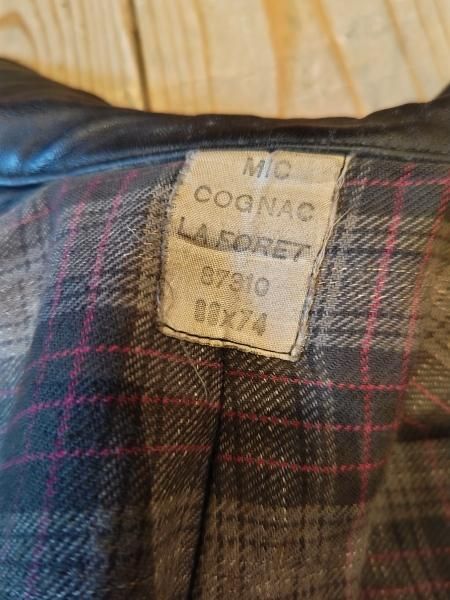 MIC
COGNAC
LA FORET
87310
88x74